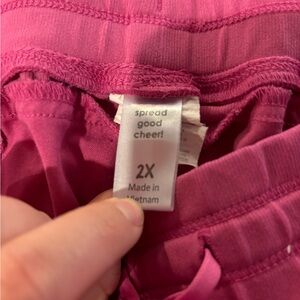 spread
good
cheer!
2X
Made in
Vietnam